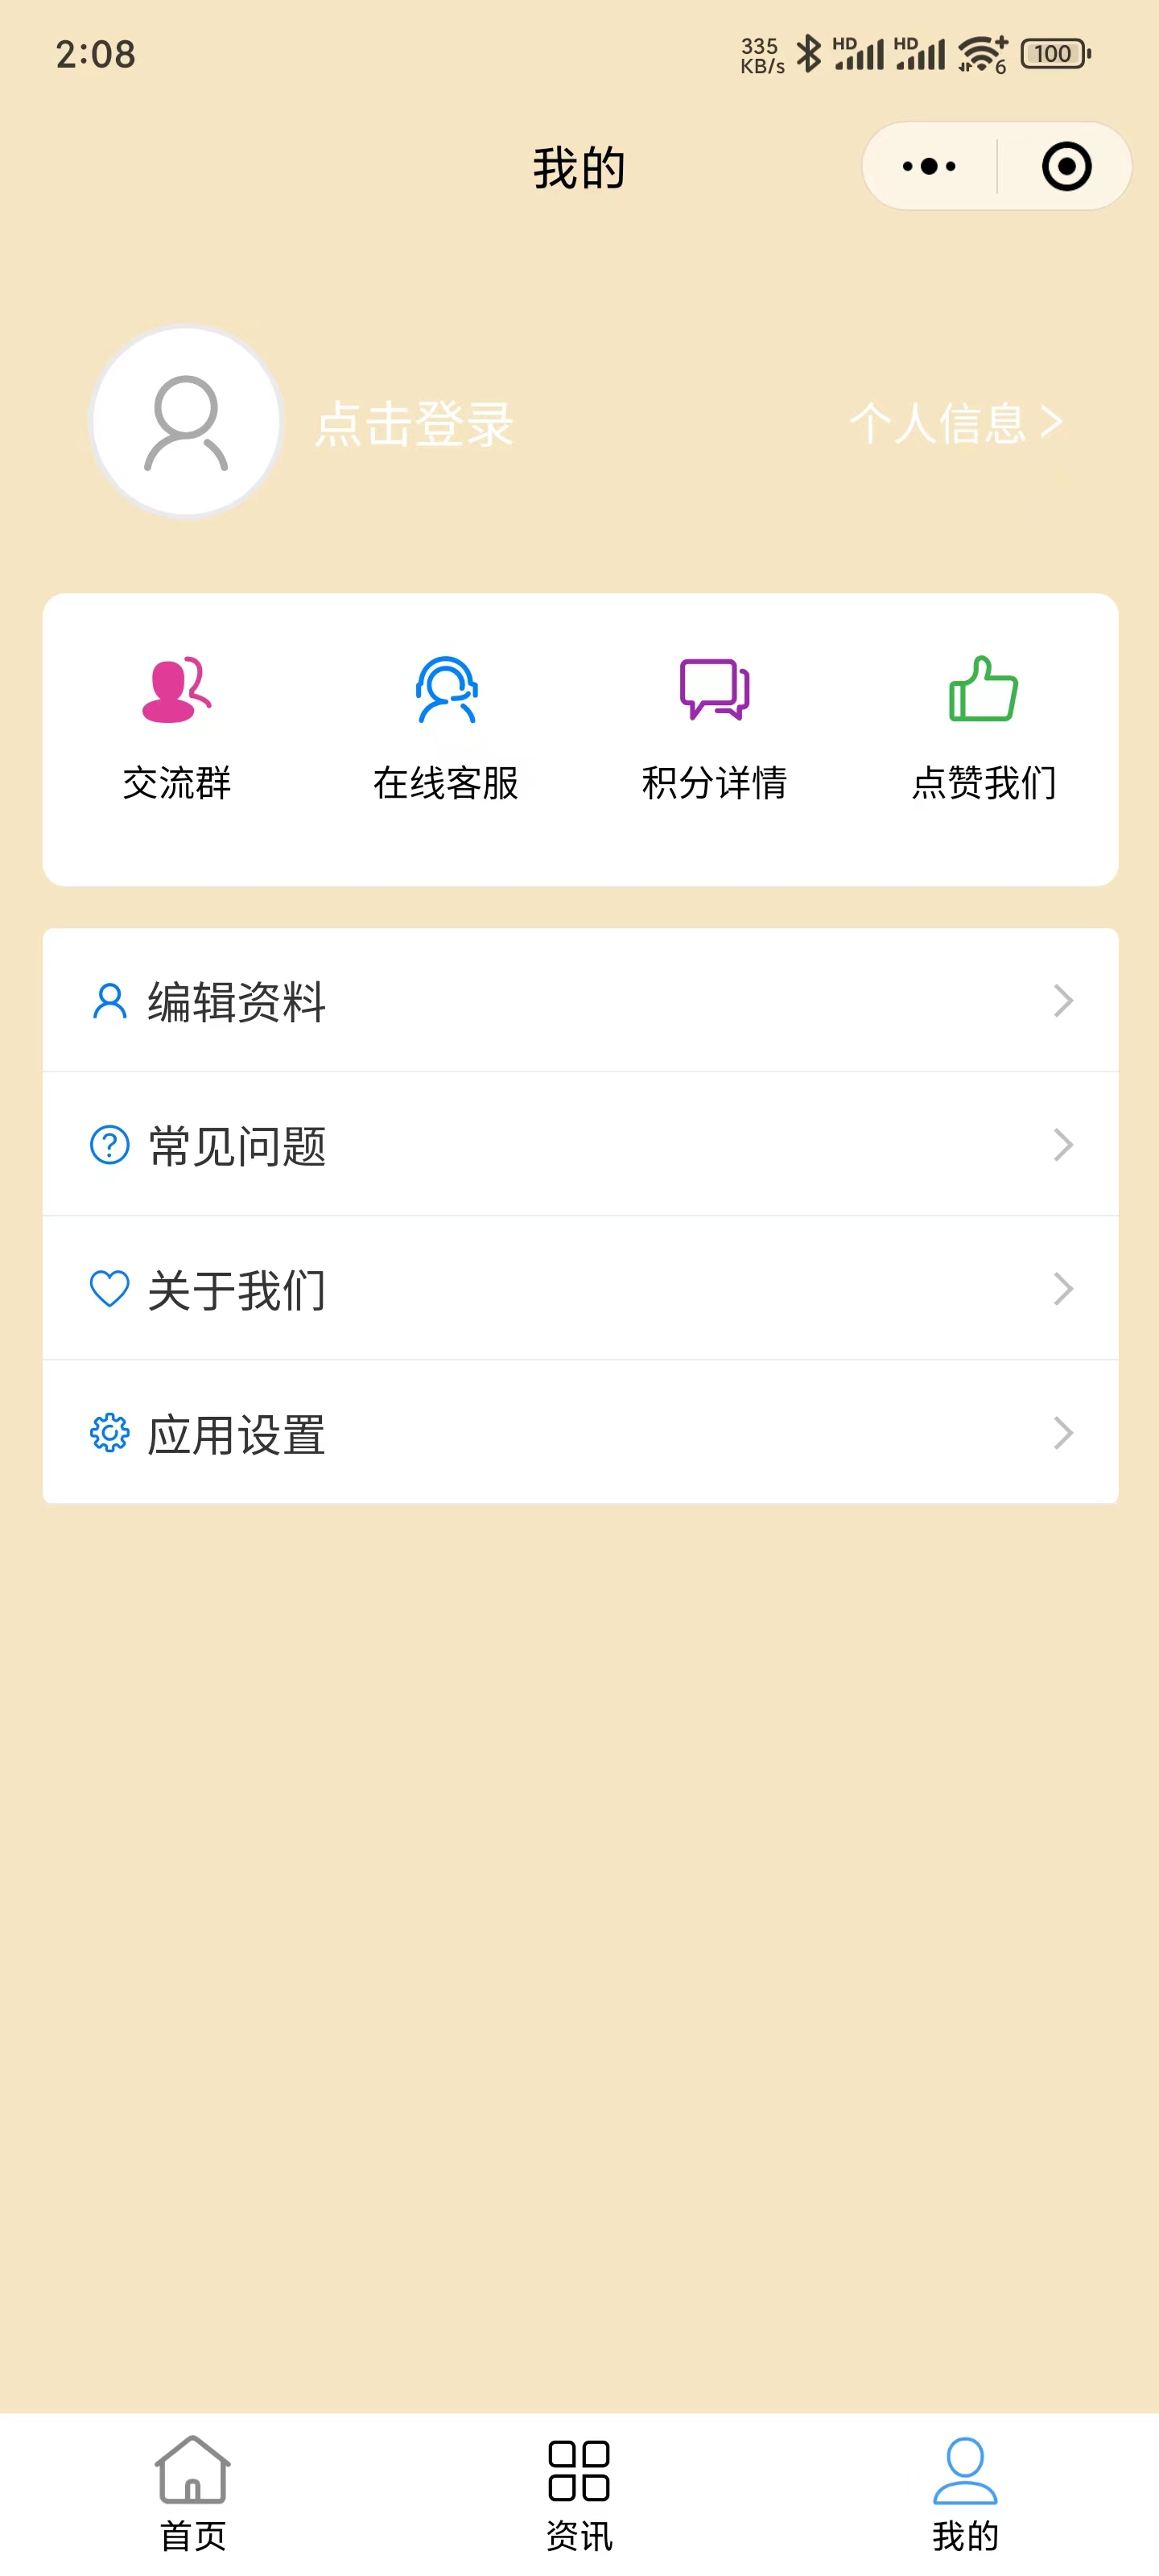 2:08
335 KB/s HD HD 6 100
我的
点击登录
个人信息 >
交流群 在线客服 积分详情 点赞我们
编辑资料
常见问题
关于我们
应用设置
首页 资讯 我的